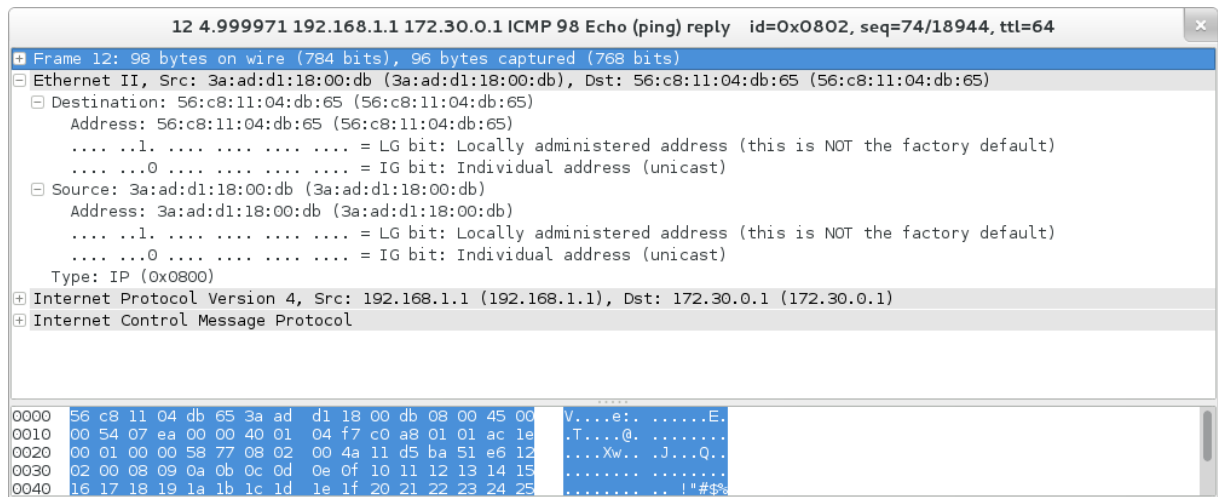 12 4.999971 192.168.1.1 172.30.0.1 ICMP 98 Echo (ping) reply id=0x0802, seq=74/18944, ttl=64
Frame 12: 98 bytes on wire (784 bits), 96 bytes captured (768 bits)
Ethernet II, Src: 3a:ad:d1:18:00:db (3a:ad:d1:18:00:db), Dst: 56:c8:11:04:db:65 (56:c8:11:04:db:65)
Destination: 56:c8:11:04:db:65 (56:c8:11:04:db:65)
Address: 56:c8:11:04:db:65 (56:c8:11:04:db:65)
.... ..1. .... .... .... .... = LG bit: Locally administered address (this is NOT the factory default)
.... ...0 .... .... .... .... = IG bit: Individual address (unicast)
Source: 3a:ad:d1:18:00:db (3a:ad:d1:18:00:db)
Address: 3a:ad:d1:18:00:db (3a:ad:d1:18:00:db)
.... ..1. .... .... .... .... = LG bit: Locally administered address (this is NOT the factory default)
.... ...0 .... .... .... .... = IG bit: Individual address (unicast)
Type: IP (0x0800)
Internet Protocol Version 4, Src: 192.168.1.1 (192.168.1.1), Dst: 172.30.0.1 (172.30.0.1)
Internet Control Message Protocol
0000 56 c8 11 04 db 65 3a ad d1 18 00 db 08 00 45 00 V....e:. ......E.
0010 00 54 07 ea 00 00 40 01 04 f7 c0 a8 01 01 ac 1e .T....@. ........
0020 00 01 00 00 58 77 08 02 00 4a 11 d5 ba 51 e6 12 ....Xw.. .J...Q..
0030 02 00 08 09 0a 0b 0c 0d 0e 0f 10 11 12 13 14 15 ........ ........
0040 16 17 18 19 1a 1b 1c 1d 1e 1f 20 21 22 23 24 25 ........ .. !"#$%